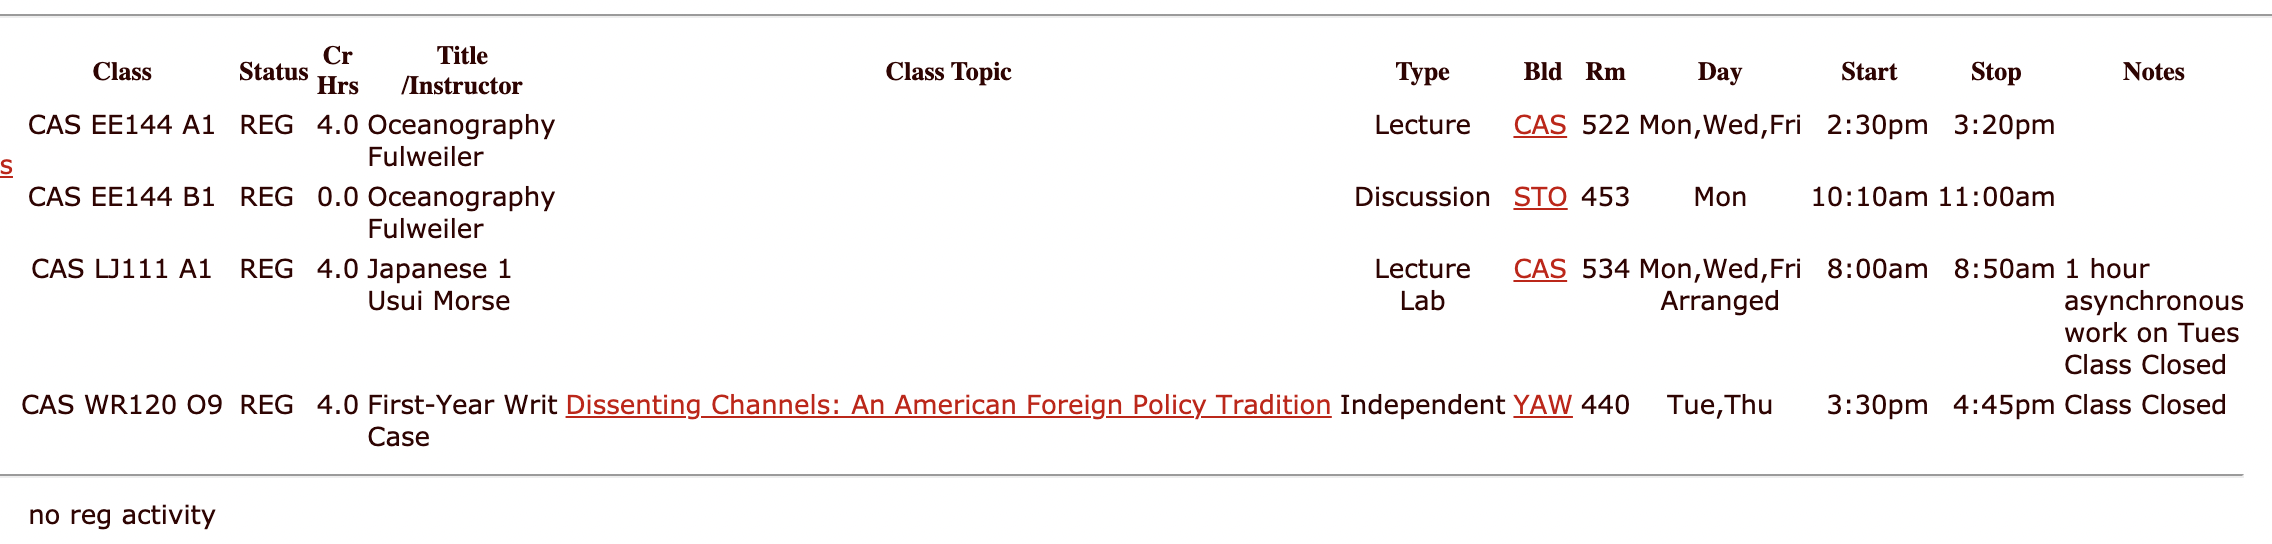 Class Status Cr Hrs Title /Instructor Class Topic Type Bld Rm Day Start Stop Notes
CAS EE144 A1 REG 4.0 Oceanography Lecture CAS 522 Mon,Wed,Fri 2:30pm 3:20pm
Fulweiler
s
CAS EE144 B1 REG 0.0 Oceanography Discussion STO 453 Mon 10:10am 11:00am
Fulweiler
CAS LJ111 A1 REG 4.0 Japanese 1 Lecture CAS 534 Mon,Wed,Fri 8:00am 8:50am 1 hour
Usui Morse Lab Arranged asynchronous
work on Tues
Class Closed
CAS WR120 O9 REG 4.0 First-Year Writ Dissenting Channels: An American Foreign Policy Tradition Independent YAW 440 Tue,Thu 3:30pm 4:45pm Class Closed
Case
no reg activity